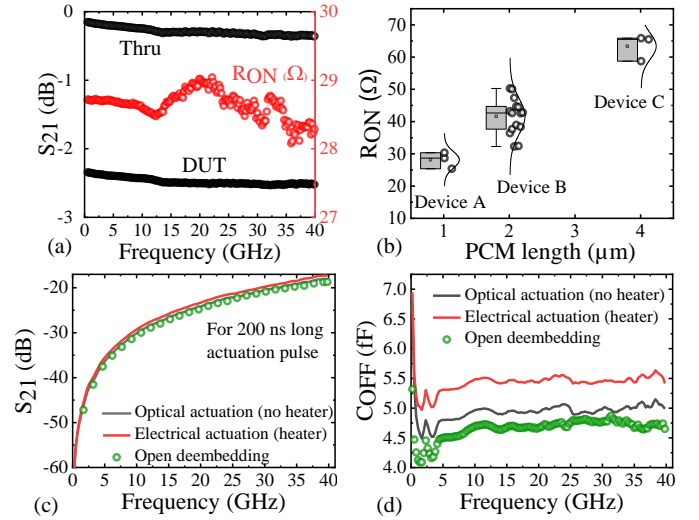 0
-1
-2
-3
S21 (dB)
Thru
RON (Ω)
DUT
30
29
28
27
0 5 10 15 20 25 30 35 40
(a) Frequency (GHz)
90
80
70
60
50
40
30
20
10
RON (Ω)
Device C
Device A
Device B
1 2 3 4
(b) PCM length (μm)
-10
-20
-30
-40
-50
-60
S21 (dB)
For 200 ns long
actuation pulse
Optical actuation (no heater)
Electrical actuation (heater)
Open deembedding
0 5 10 15 20 25 30 35 40
(c) Frequency (GHz)
7.0
6.5
6.0
5.5
5.0
4.5
4.0
COFF (fF)
Optical actuation (no heater)
Electrical actuation (heater)
Open deembedding
0 5 10 15 20 25 30 35 40
(d) Frequency (GHz)